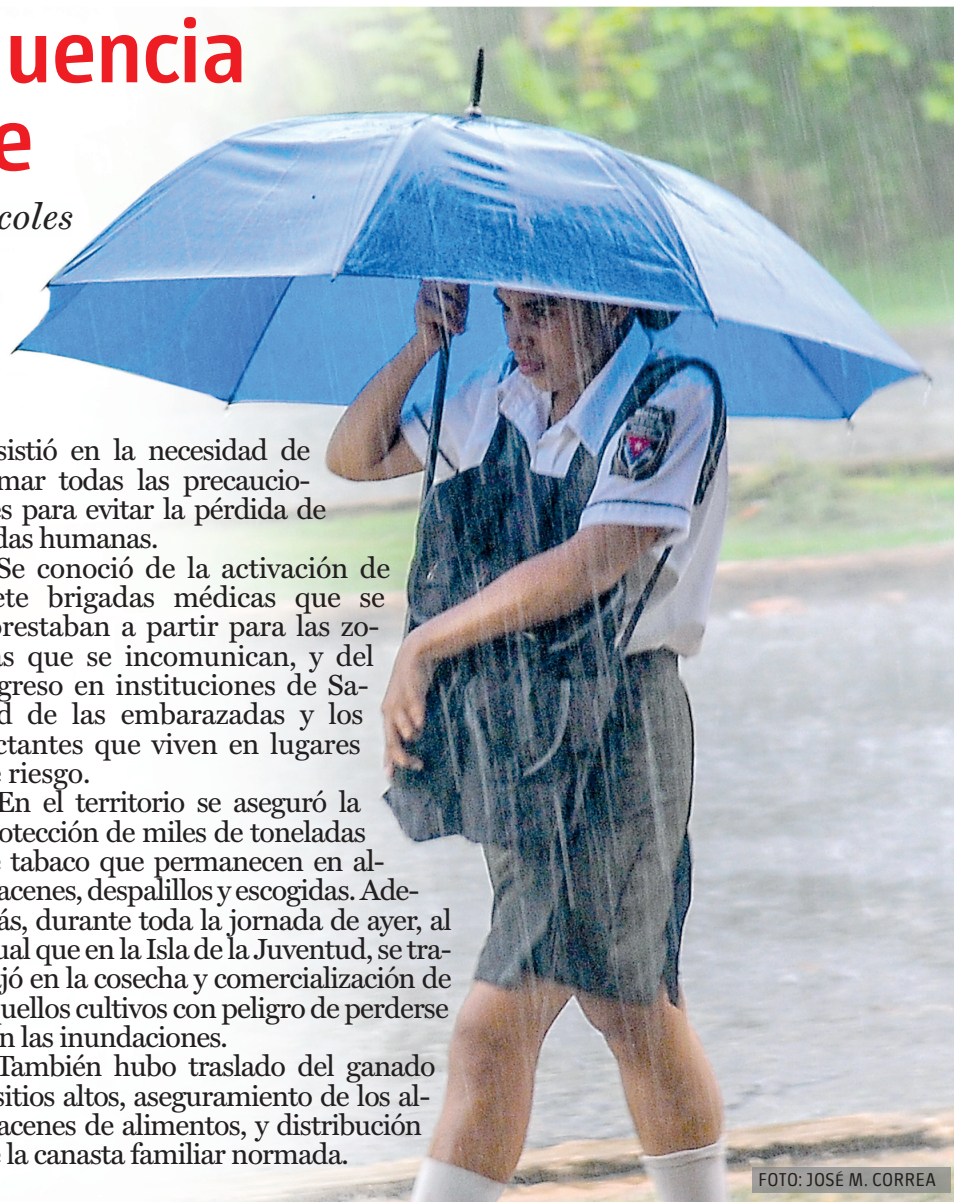 uencia
e
coles
sistió en la necesidad de
mar todas las precaucio-
es para evitar la pérdida de
das humanas.
Se conoció de la activación de
ete brigadas médicas que se
prestaban a partir para las zo-
as que se incomunican, y del
greso en instituciones de Sa-
d de las embarazadas y los
ctantes que viven en lugares
e riesgo.
En el territorio se aseguró la
otección de miles de toneladas
e tabaco que permanecen en al-
acenes, despalillos y escogidas. Ade-
ás, durante toda la jornada de ayer, al
ual que en la Isla de la Juventud, se tra-
ajó en la cosecha y comercialización de
quellos cultivos con peligro de perderse
on las inundaciones.
También hubo traslado del ganado
sitios altos, aseguramiento de los al-
acenes de alimentos, y distribución
e la canasta familiar normada.
FOTO: JOSÉ M. CORREA